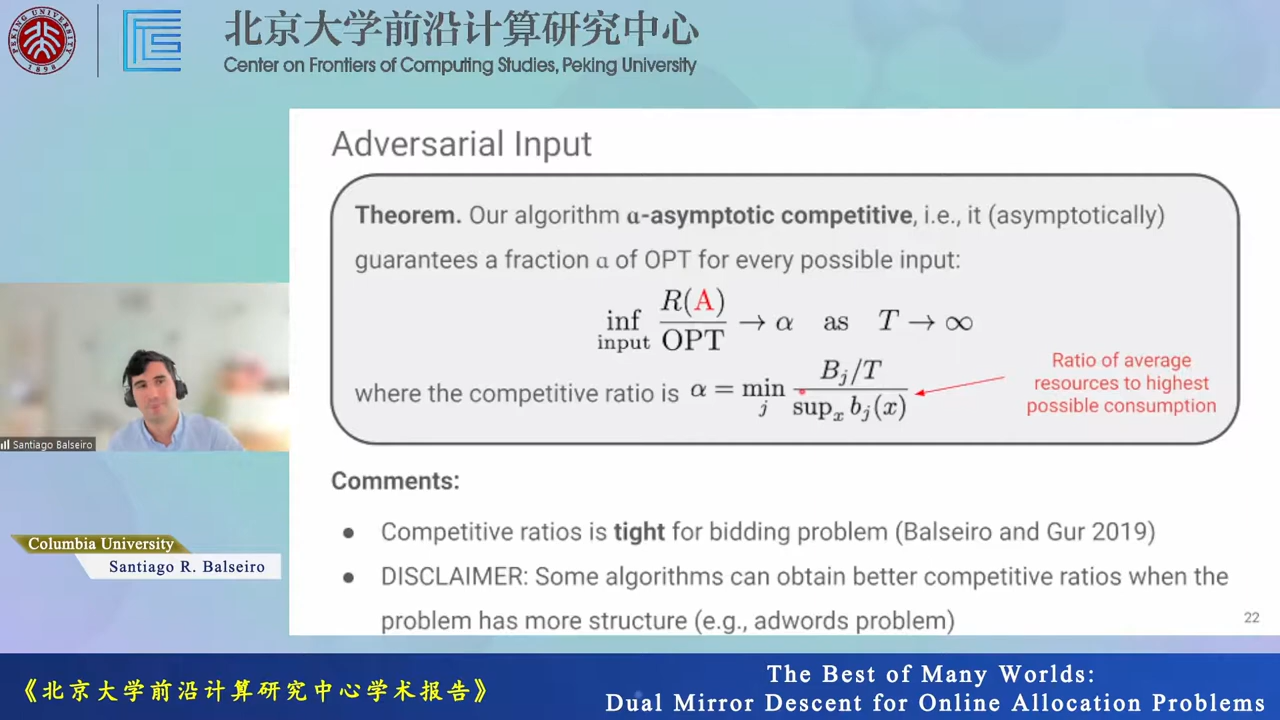 PEKING UNIVERSITY
1898
北京大学前沿计算研究中心
Center on Frontiers of Computing Studies, Peking University
Adversarial Input
Theorem. Our algorithm α-asymptotic competitive, i.e., it (asymptotically)
guarantees a fraction α of OPT for every possible input:
inf_{input} R(A)/OPT → α as T → ∞
where the competitive ratio is α = min_j (B_j/T)/(sup_x b_j(x))
Ratio of average
resources to highest
possible consumption
Comments:
● Competitive ratios is tight for bidding problem (Balseiro and Gur 2019)
● DISCLAIMER: Some algorithms can obtain better competitive ratios when the
problem has more structure (e.g., adwords problem)
22
Santiago Balseiro
Columbia University
Santiago R. Balseiro
《北京大学前沿计算研究中心学术报告》
The Best of Many Worlds:
Dual Mirror Descent for Online Allocation Problems